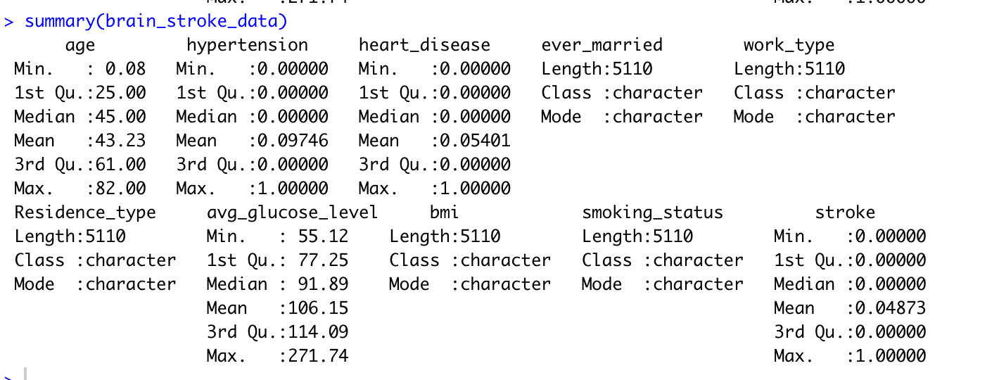 Max.   :271.74                                             Max.   :1.00000
> summary(brain_stroke_data)
      age         hypertension     heart_disease     ever_married        work_type
 Min.   : 0.08   Min.   :0.00000   Min.   :0.00000   Length:5110        Length:5110
 1st Qu.:25.00   1st Qu.:0.00000   1st Qu.:0.00000   Class :character   Class :character
 Median :45.00   Median :0.00000   Median :0.00000   Mode  :character   Mode  :character
 Mean   :43.23   Mean   :0.09746   Mean   :0.05401
 3rd Qu.:61.00   3rd Qu.:0.00000   3rd Qu.:0.00000
 Max.   :82.00   Max.   :1.00000   Max.   :1.00000
 Residence_type     avg_glucose_level     bmi            smoking_status         stroke
 Length:5110        Min.   : 55.12    Length:5110        Length:5110        Min.   :0.00000
 Class :character   1st Qu.: 77.25    Class :character   Class :character   1st Qu.:0.00000
 Mode  :character   Median : 91.89    Mode  :character   Mode  :character   Median :0.00000
                    Mean   :106.15                                          Mean   :0.04873
                    3rd Qu.:114.09                                          3rd Qu.:0.00000
                    Max.   :271.74                                          Max.   :1.00000
>